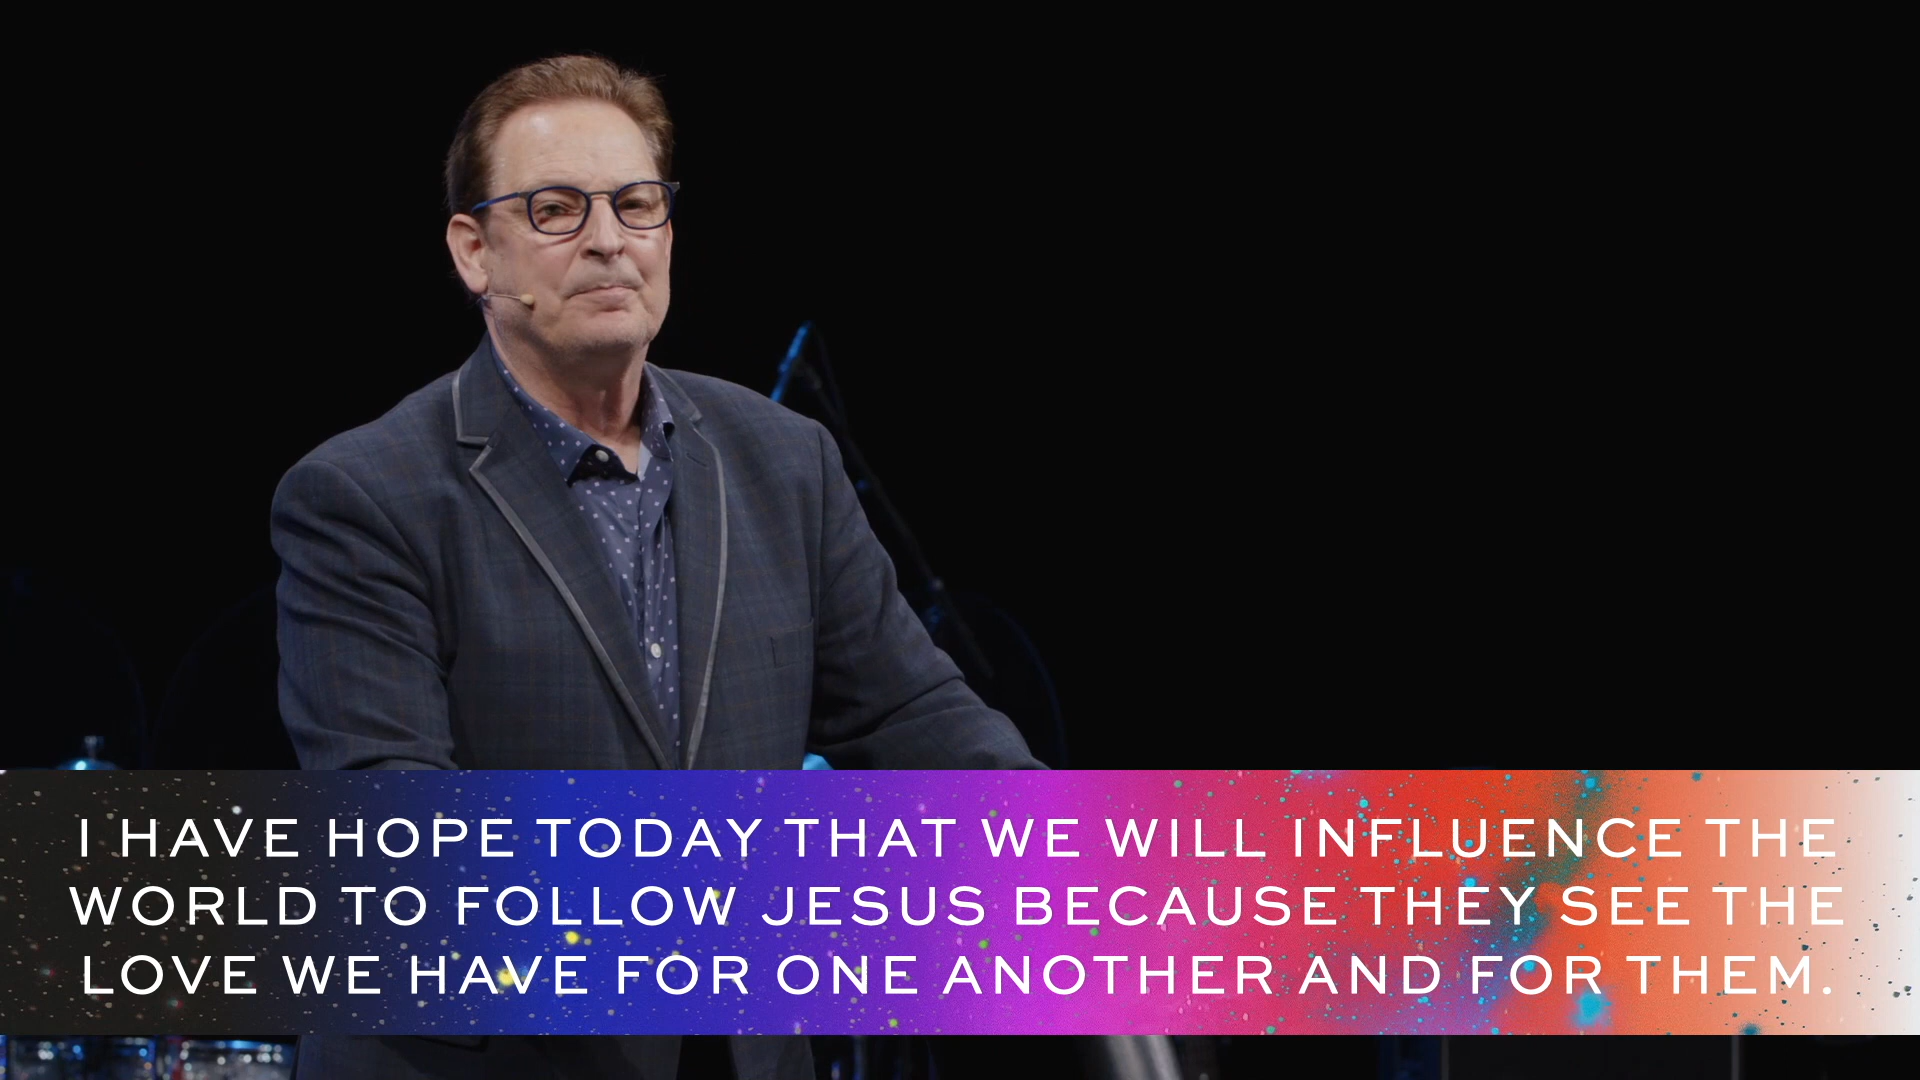 I HAVE HOPE TODAY THAT WE WILL INFLUENCE THE
WORLD TO FOLLOW JESUS BECAUSE THEY SEE THE
LOVE WE HAVE FOR ONE ANOTHER AND FOR THEM.